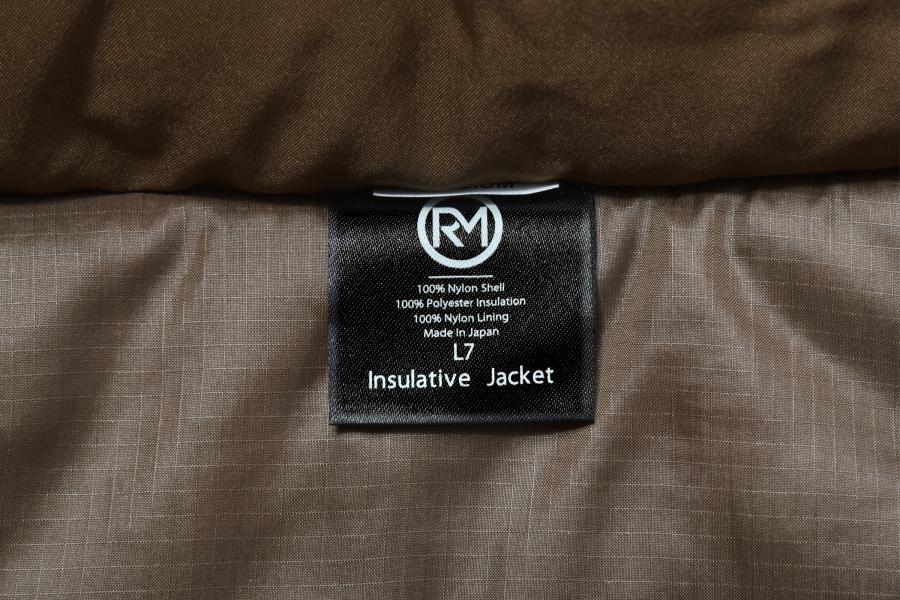 RM
100% Nylon Shell
100% Polyester Insulation
100% Nylon Lining
Made in Japan
L7
Insulative Jacket